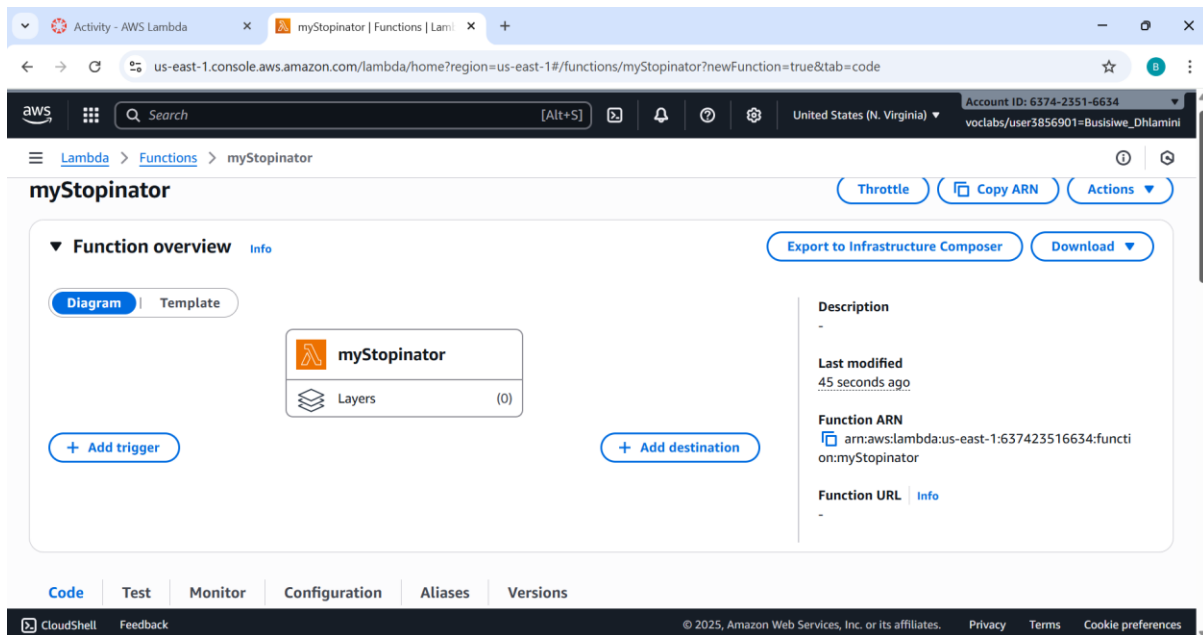 Activity - AWS Lambda
myStopinator | Functions | Lam
us-east-1.console.aws.amazon.com/lambda/home?region=us-east-1#/functions/myStopinator?newFunction=true&tab=code
B
aws
Search
[Alt+S]
United States (N. Virginia)
Account ID: 6374-2351-6634
voclabs/user3856901=Busisiwe_Dhlamini
Lambda > Functions > myStopinator
myStopinator
Throttle
Copy ARN
Actions
Function overview Info
Export to Infrastructure Composer
Download
Diagram | Template
myStopinator
Layers (0)
+ Add trigger
+ Add destination
Description
-
Last modified
45 seconds ago
Function ARN
arn:aws:lambda:us-east-1:637423516634:functi
on:myStopinator
Function URL Info
-
Code Test Monitor Configuration Aliases Versions
CloudShell Feedback © 2025, Amazon Web Services, Inc. or its affiliates. Privacy Terms Cookie preferences